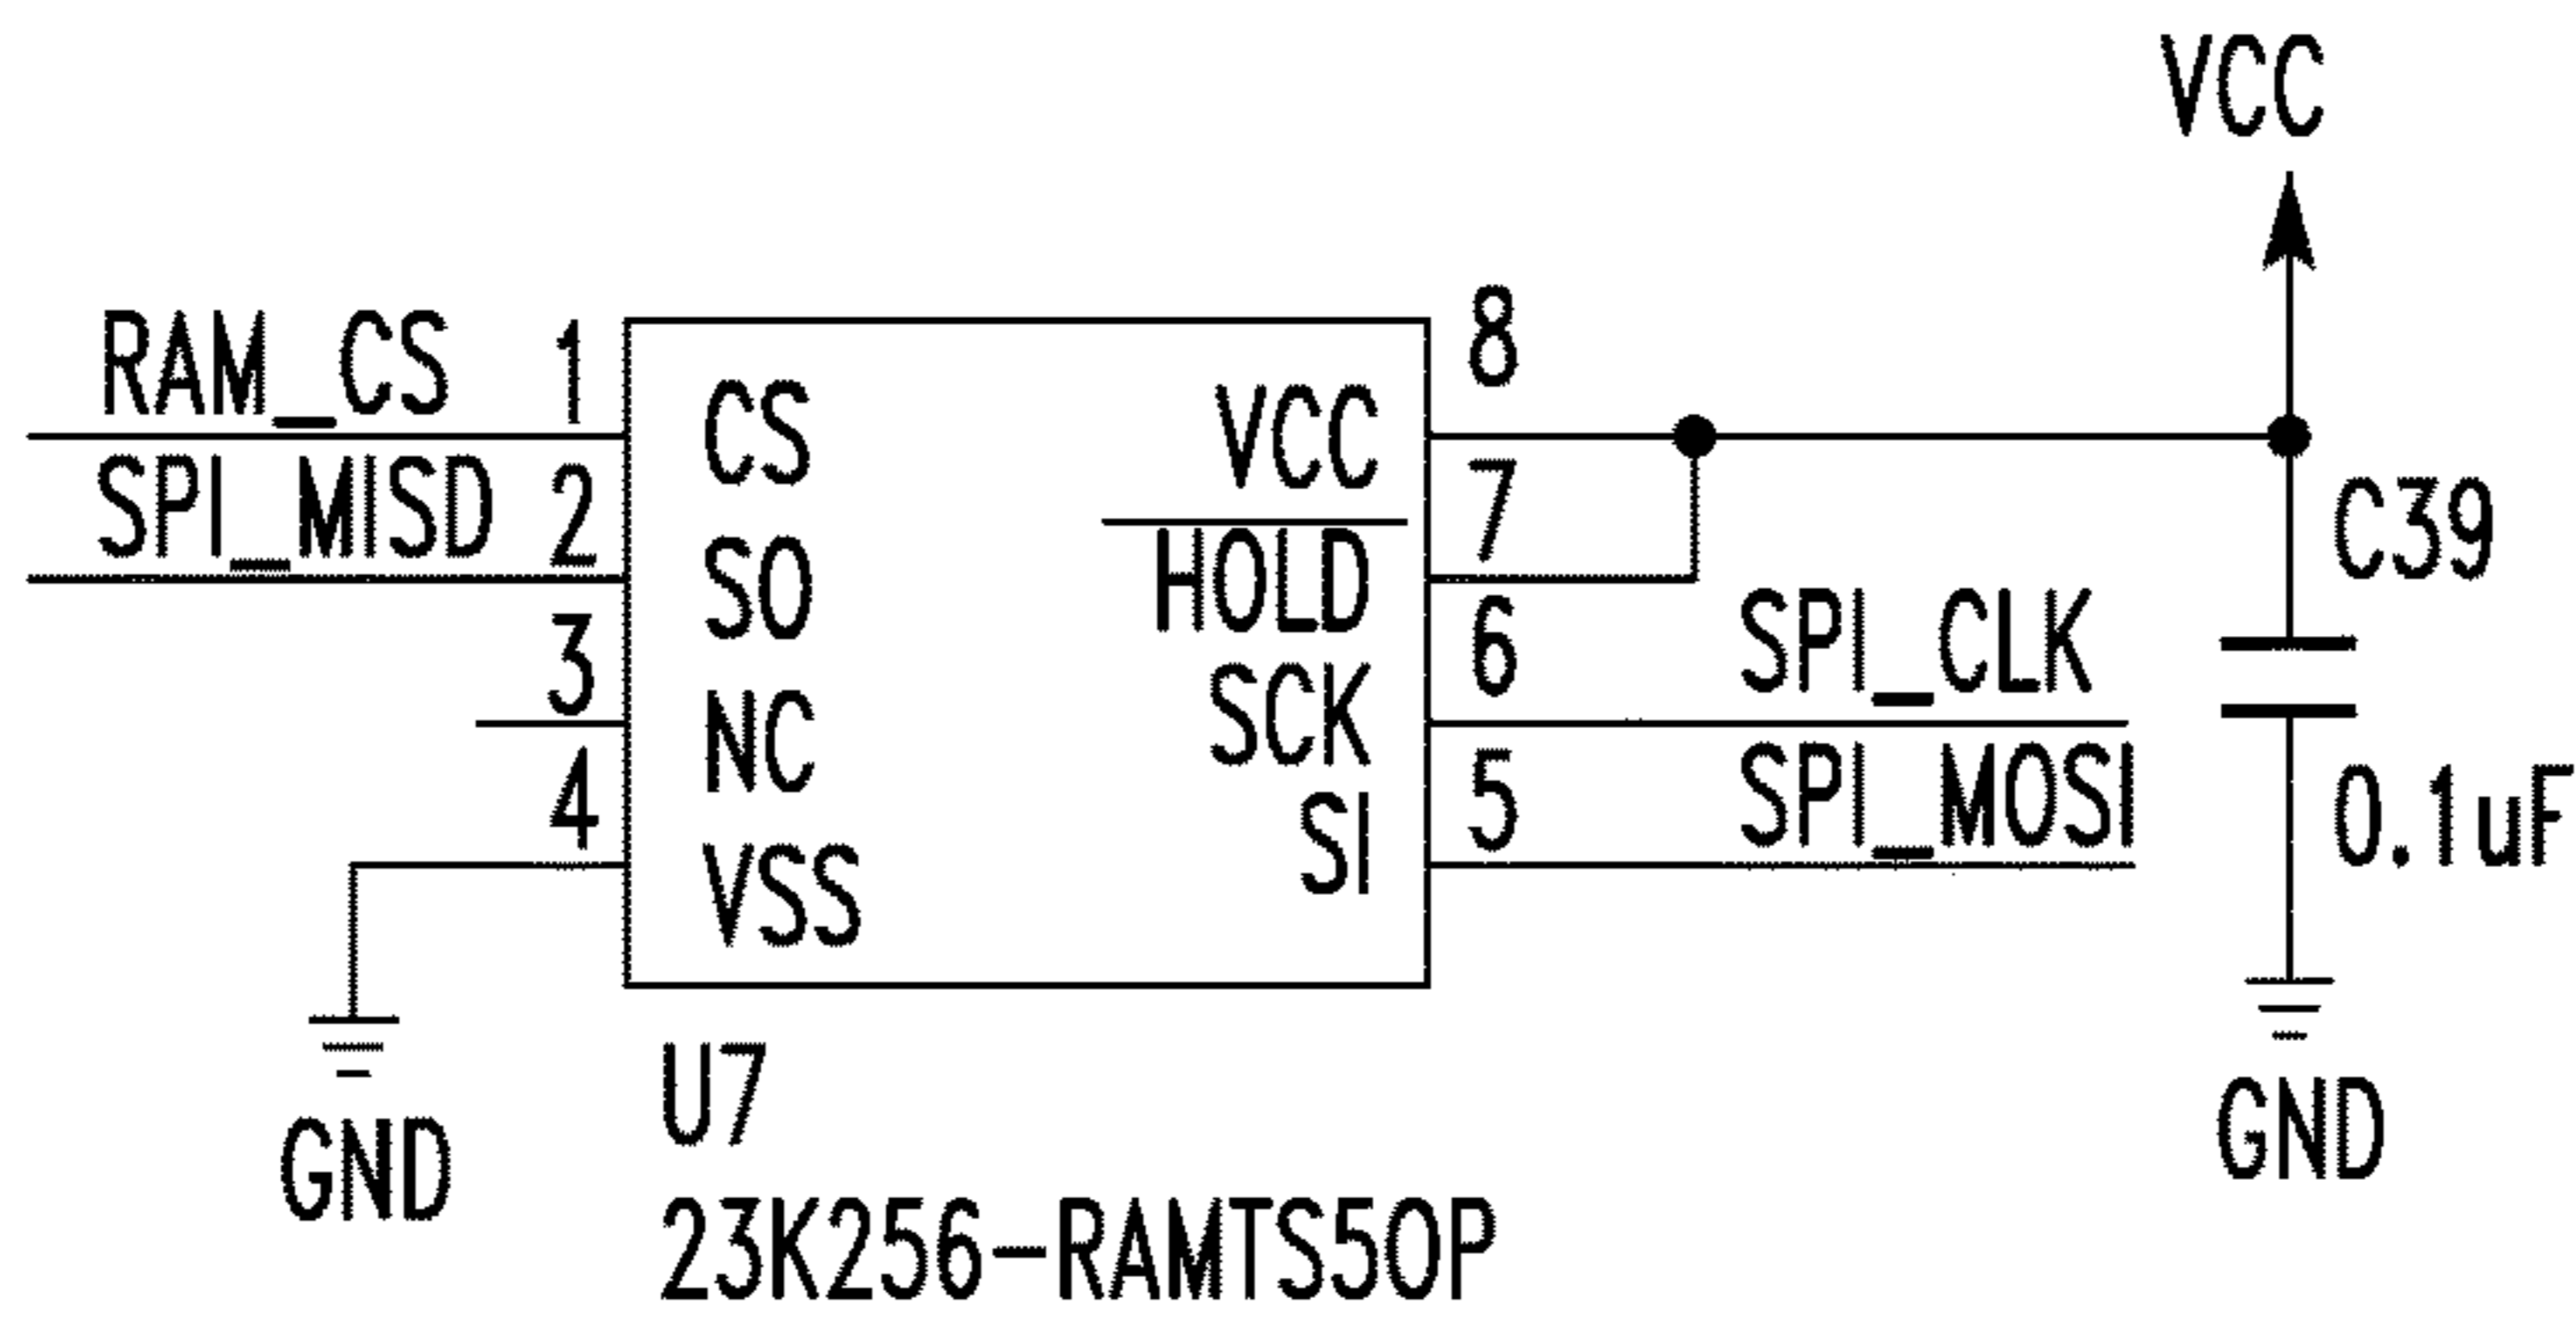 VCC
RAM_CS 1 CS VCC 8
SPI_MISD 2 SO HOLD 7
C39
3 NC SCK 6 SPI_CLK
4 VSS SI 5 SPI_MOSI
0.1uF
GND
U7
GND
23K256-RAMTS5OP